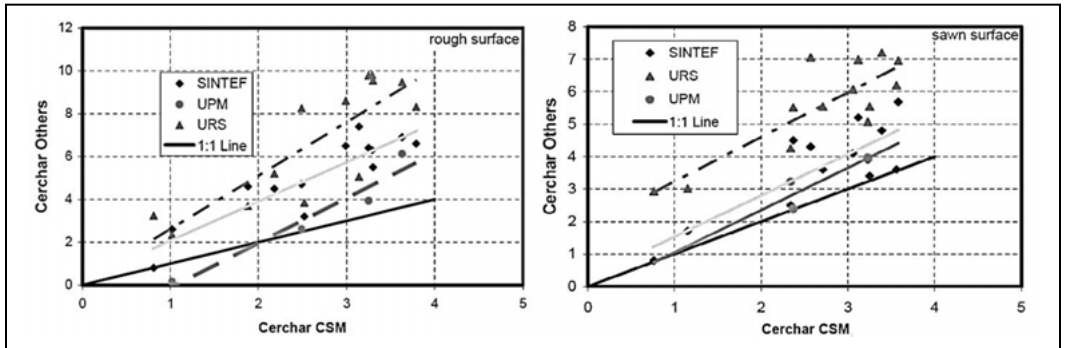 12
10
8
6
4
2
0
0 1 2 3 4 5
Cerchar Others
Cerchar CSM
rough surface
SINTEF
UPM
URS
1:1 Line
8
7
6
5
4
3
2
1
0
0 1 2 3 4 5
Cerchar Others
Cerchar CSM
sawn surface
SINTEF
URS
UPM
1:1 Line